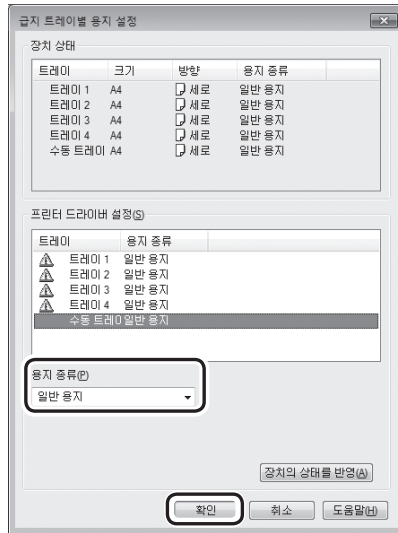 급지 트레이별 용지 설정
장치 상태
트레이 크기 방향 용지 종류
트레이 1 A4 세로 일반 용지
트레이 2 A4 세로 일반 용지
트레이 3 A4 세로 일반 용지
트레이 4 A4 세로 일반 용지
수동 트레이 A4 세로 일반 용지
프린터 드라이버 설정(S)
트레이 용지 종류
트레이 1 일반 용지
트레이 2 일반 용지
트레이 3 일반 용지
트레이 4 일반 용지
수동 트레이 일반 용지
용지 종류(P)
일반 용지
장치의 상태를 반영(A)
확인 취소 도움말(H)